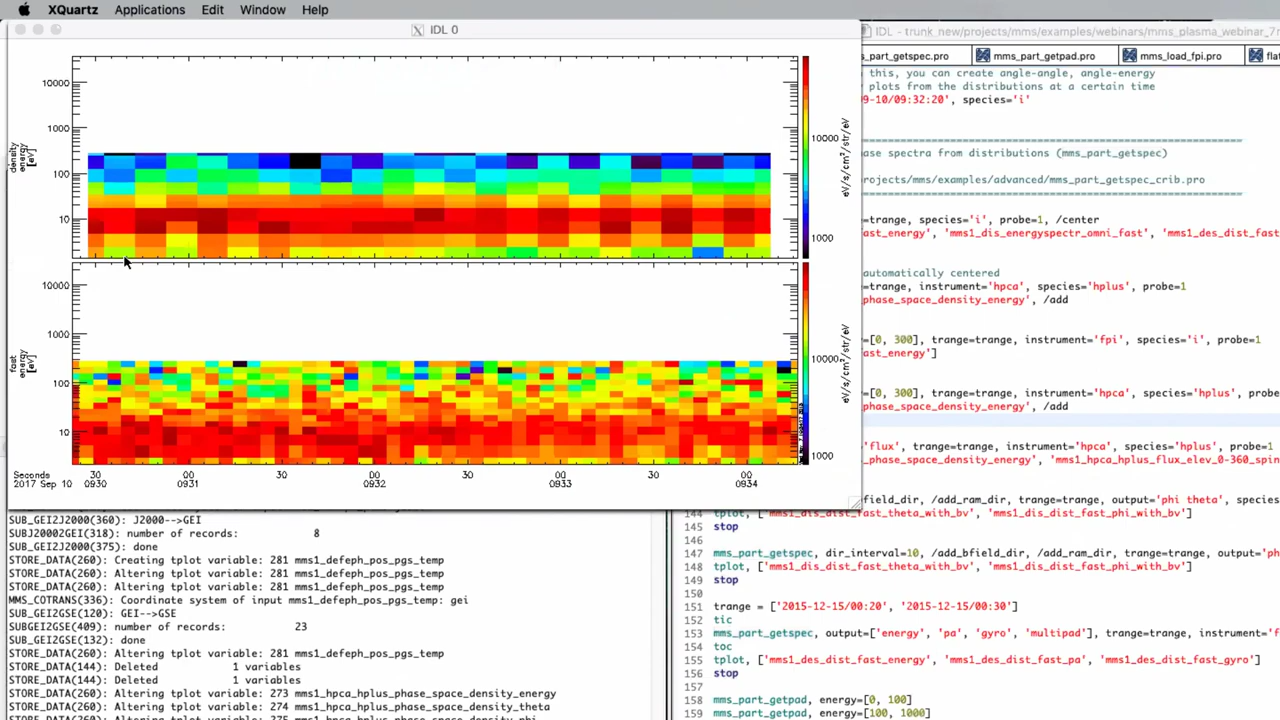 XQuartz Applications Edit Window Help
IDL 0
IDL - trunk_new/projects/mms/examples/webinars/mms_plasma_webinar_7
_part_getspec.pro mms_part_getpad.pro mms_load_fpi.pro fla
this, you can create angle-angle, angle-energy
plots from the distributions at a certain time
09-10/09:32:20', species='i'
ase spectra from distributions (mms_part_getspec)
projects/mms/examples/advanced/mms_part_getspec_crib.pro
=trange, species='i', probe=1, /center
ast_energy', 'mms1_dis_energyspectr_omni_fast', 'mms1_des_dist_fast
automatically centered
=trange, instrument='hpca', species='hplus', probe=1
phase_space_density_energy', /add
=[0, 300], trange=trange, instrument='fpi', species='i', probe=1
ast_energy']
=[0, 300], trange=trange, instrument='hpca', species='hplus', probe
phase_space_density_energy', /add
'flux', trange=trange, instrument='hpca', species='hplus', probe=1
phase_space_density_energy', 'mms1_hpca_hplus_flux_elev_0-360_spin
field_dir, /add_ram_dir, trange=trange, output='phi theta', species
144 tplot, ['mms1_dis_dist_fast_theta_with_bv', 'mms1_dis_dist_fast_phi_with_bv']
145 stop
146
147 mms_part_getspec, dir_interval=10, /add_bfield_dir, /add_ram_dir, trange=trange, output='ph
148 tplot, ['mms1_dis_dist_fast_theta_with_bv', 'mms1_dis_dist_fast_phi_with_bv']
149 stop
150
151 trange = ['2015-12-15/00:20', '2015-12-15/00:30']
152 tic
153 mms_part_getspec, output=['energy', 'pa', 'gyro', 'multipad'], trange=trange, instrument='f
154 toc
155 tplot, ['mms1_des_dist_fast_energy', 'mms1_des_dist_fast_pa', 'mms1_des_dist_fast_gyro']
156 stop
157
158 mms_part_getpad, energy=[0, 100]
159 mms_part_getpad, energy=[100, 1000]
10000
1000
100
10
density
energy
[eV]
10000
1000
eV/s/cm²/str/eV
10000
1000
100
10
fast
energy
[eV]
10000
1000
eV/s/cm²/str/eV
Seconds 30 00 30 00 30 00 30 00
2017 Sep 10 0930 0931 0932 0933 0934
SUB_GEI2J2000(360): J2000-->GEI
SUBJ20002GEI(318): number of records: 8
SUB_GEI2J2000(375): done
STORE_DATA(260): Creating tplot variable: 281 mms1_defeph_pos_pgs_temp
STORE_DATA(260): Altering tplot variable: 281 mms1_defeph_pos_pgs_temp
STORE_DATA(260): Altering tplot variable: 281 mms1_defeph_pos_pgs_temp
MMS_COTRANS(336): Coordinate system of input mms1_defeph_pos_pgs_temp: gei
SUB_GEI2GSE(120): GEI-->GSE
SUBGEI2GSE(409): number of records: 23
SUB_GEI2GSE(132): done
STORE_DATA(260): Altering tplot variable: 281 mms1_defeph_pos_pgs_temp
STORE_DATA(144): Deleted 1 variables
STORE_DATA(144): Deleted 1 variables
STORE_DATA(260): Altering tplot variable: 273 mms1_hpca_hplus_phase_space_density_energy
STORE_DATA(260): Altering tplot variable: 274 mms1_hpca_hplus_phase_space_density_theta
STORE_DATA(260): Altering tplot variable: 275 mms1_hpca_hplus_phase_space_density_phi